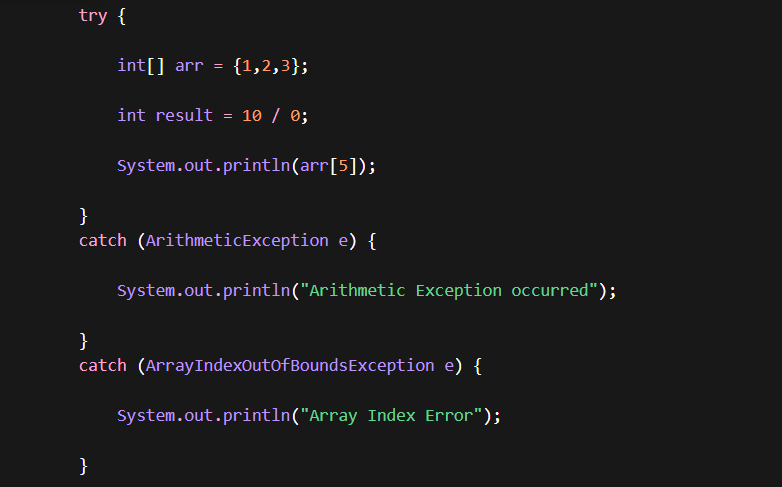 try {
int[] arr = {1,2,3};
int result = 10 / 0;
System.out.println(arr[5]);
}
catch (ArithmeticException e) {
System.out.println("Arithmetic Exception occurred");
}
catch (ArrayIndexOutOfBoundsException e) {
System.out.println("Array Index Error");
}